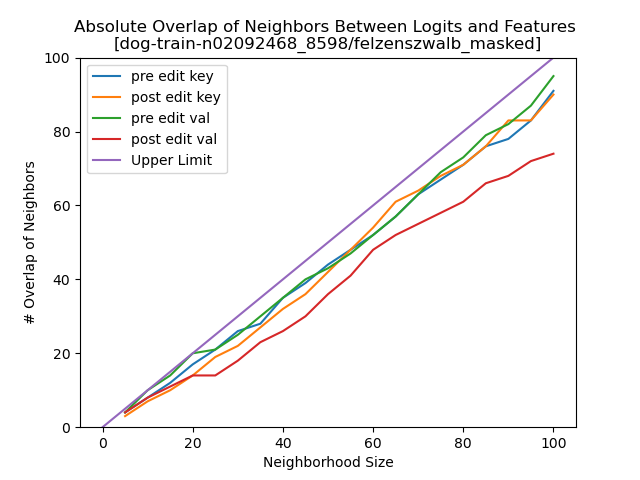 Absolute Overlap of Neighbors Between Logits and Features
[dog-train-n02092468_8598/felzenszwalb_masked]
100
80
60
40
20
0
# Overlap of Neighbors
pre edit key
post edit key
pre edit val
post edit val
Upper Limit
0 20 40 60 80 100
Neighborhood Size